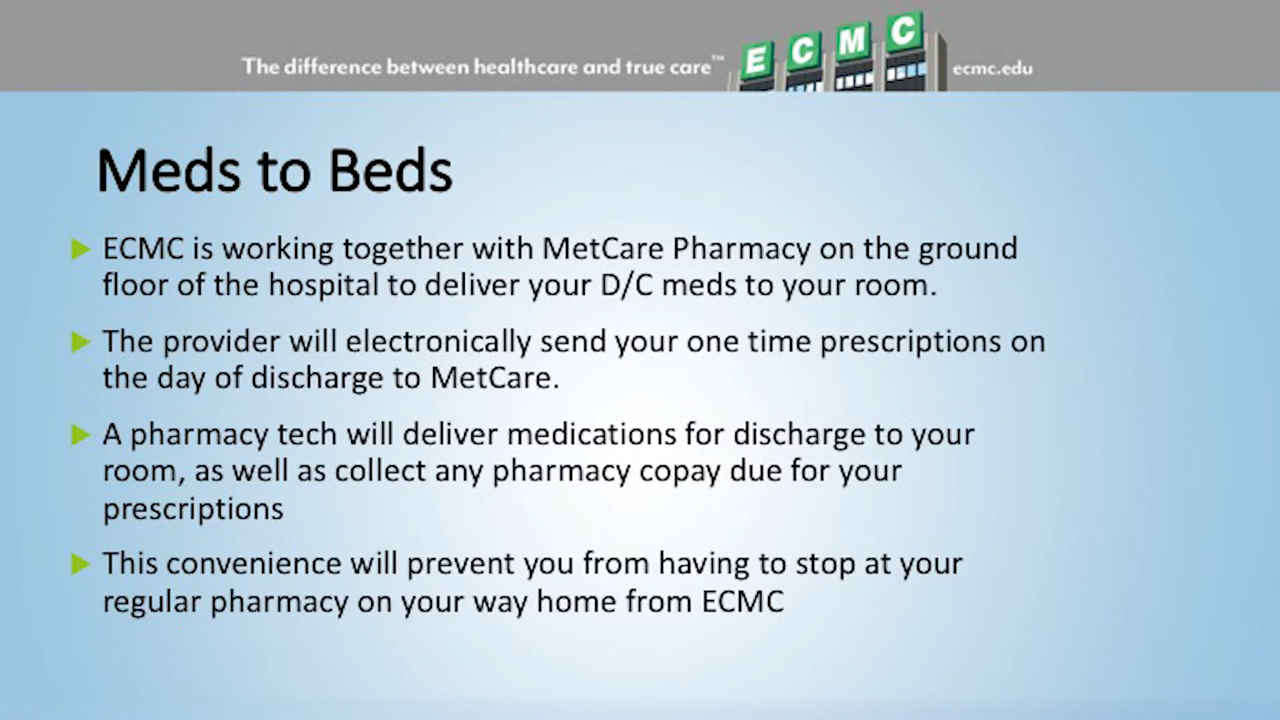 The difference between healthcare and true care™
ECMC
ecmc.edu
Meds to Beds
ECMC is working together with MetCare Pharmacy on the ground
floor of the hospital to deliver your D/C meds to your room.
The provider will electronically send your one time prescriptions on
the day of discharge to MetCare.
A pharmacy tech will deliver medications for discharge to your
room, as well as collect any pharmacy copay due for your
prescriptions
This convenience will prevent you from having to stop at your
regular pharmacy on your way home from ECMC